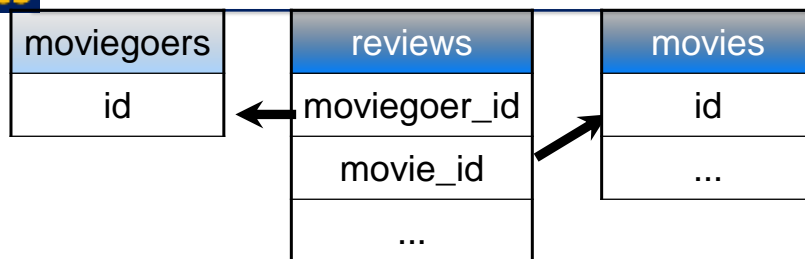 moviegoers
id
reviews
moviegoer_id
movie_id
...
movies
id
...